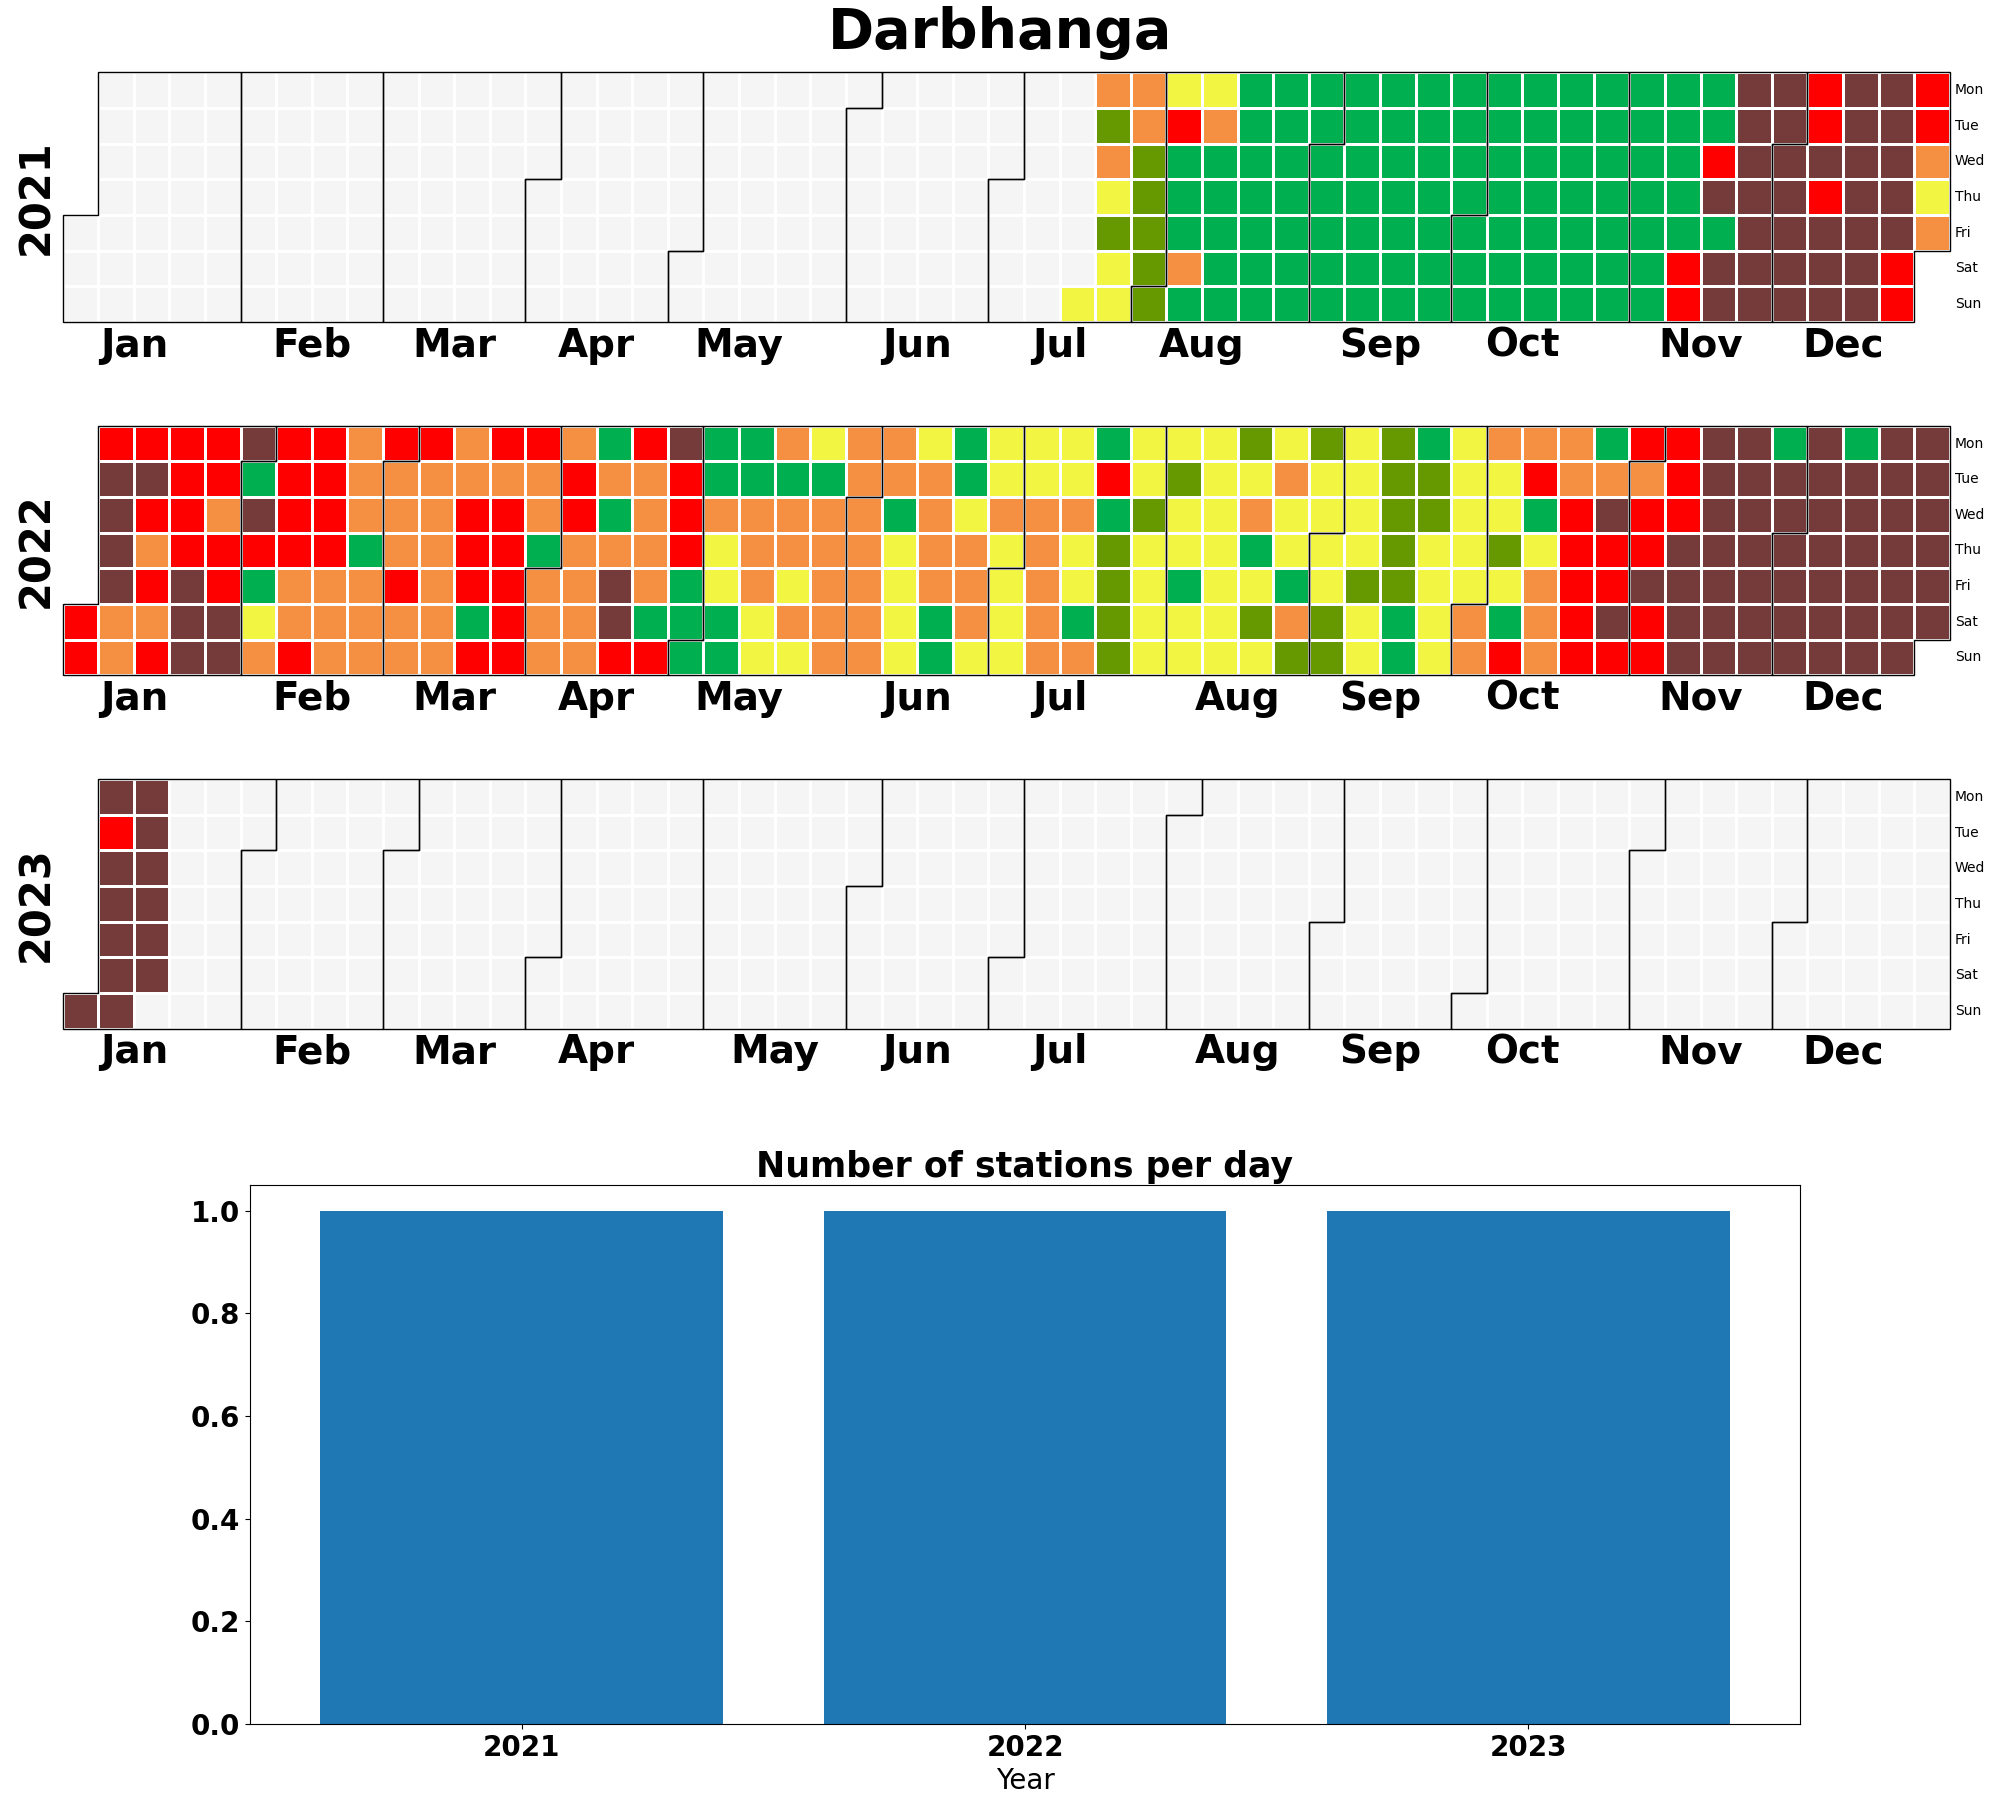 Darbhanga
2021
Mon
Tue
Wed
Thu
Fri
Sat
Sun
Jan Feb Mar Apr May Jun Jul Aug Sep Oct Nov Dec
2022
Mon
Tue
Wed
Thu
Fri
Sat
Sun
Jan Feb Mar Apr May Jun Jul Aug Sep Oct Nov Dec
2023
Mon
Tue
Wed
Thu
Fri
Sat
Sun
Jan Feb Mar Apr May Jun Jul Aug Sep Oct Nov Dec
Number of stations per day
1.0
0.8
0.6
0.4
0.2
0.0
2021 2022 2023
Year